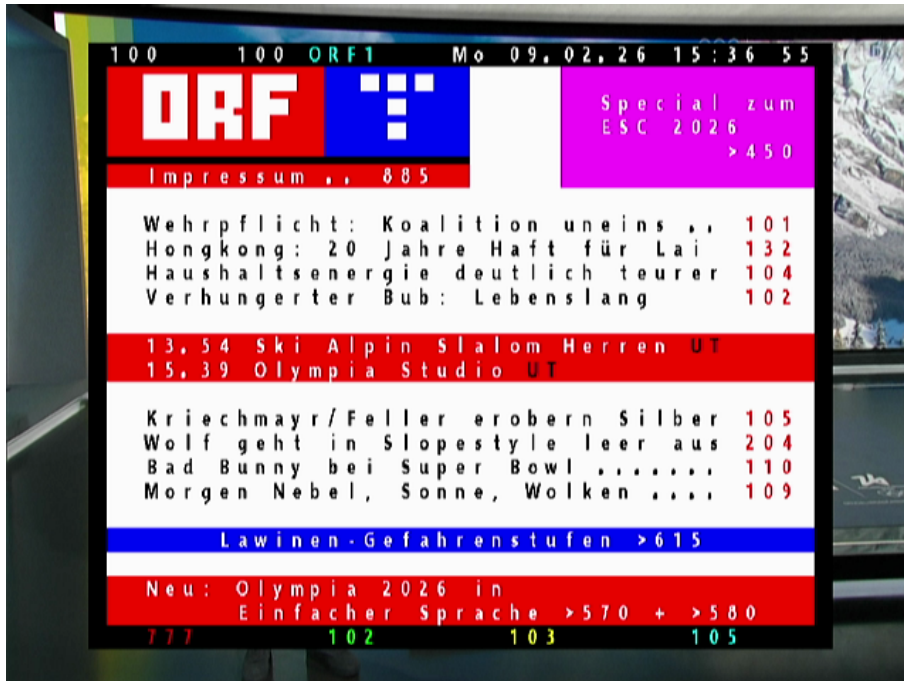 100 100 ORF1 Mo 09.02.26 15:36 55
ORF T
Special zum
ESC 2026
>450
Impressum .. 885
Wehrpflicht: Koalition uneins .. 101
Hongkong: 20 Jahre Haft für Lai 132
Haushaltsenergie deutlich teurer 104
Verhungerter Bub: Lebenslang 102
13.54 Ski Alpin Slalom Herren UT
15.39 Olympia Studio UT
Kriechmayr/Feller erobern Silber 105
Wolf geht in Slopestyle leer aus 204
Bad Bunny bei Super Bowl ....... 110
Morgen Nebel, Sonne, Wolken .... 109
Lawinen-Gefahrenstufen >615
Neu: Olympia 2026 in
Einfacher Sprache >570 + >580
777 102 103 105